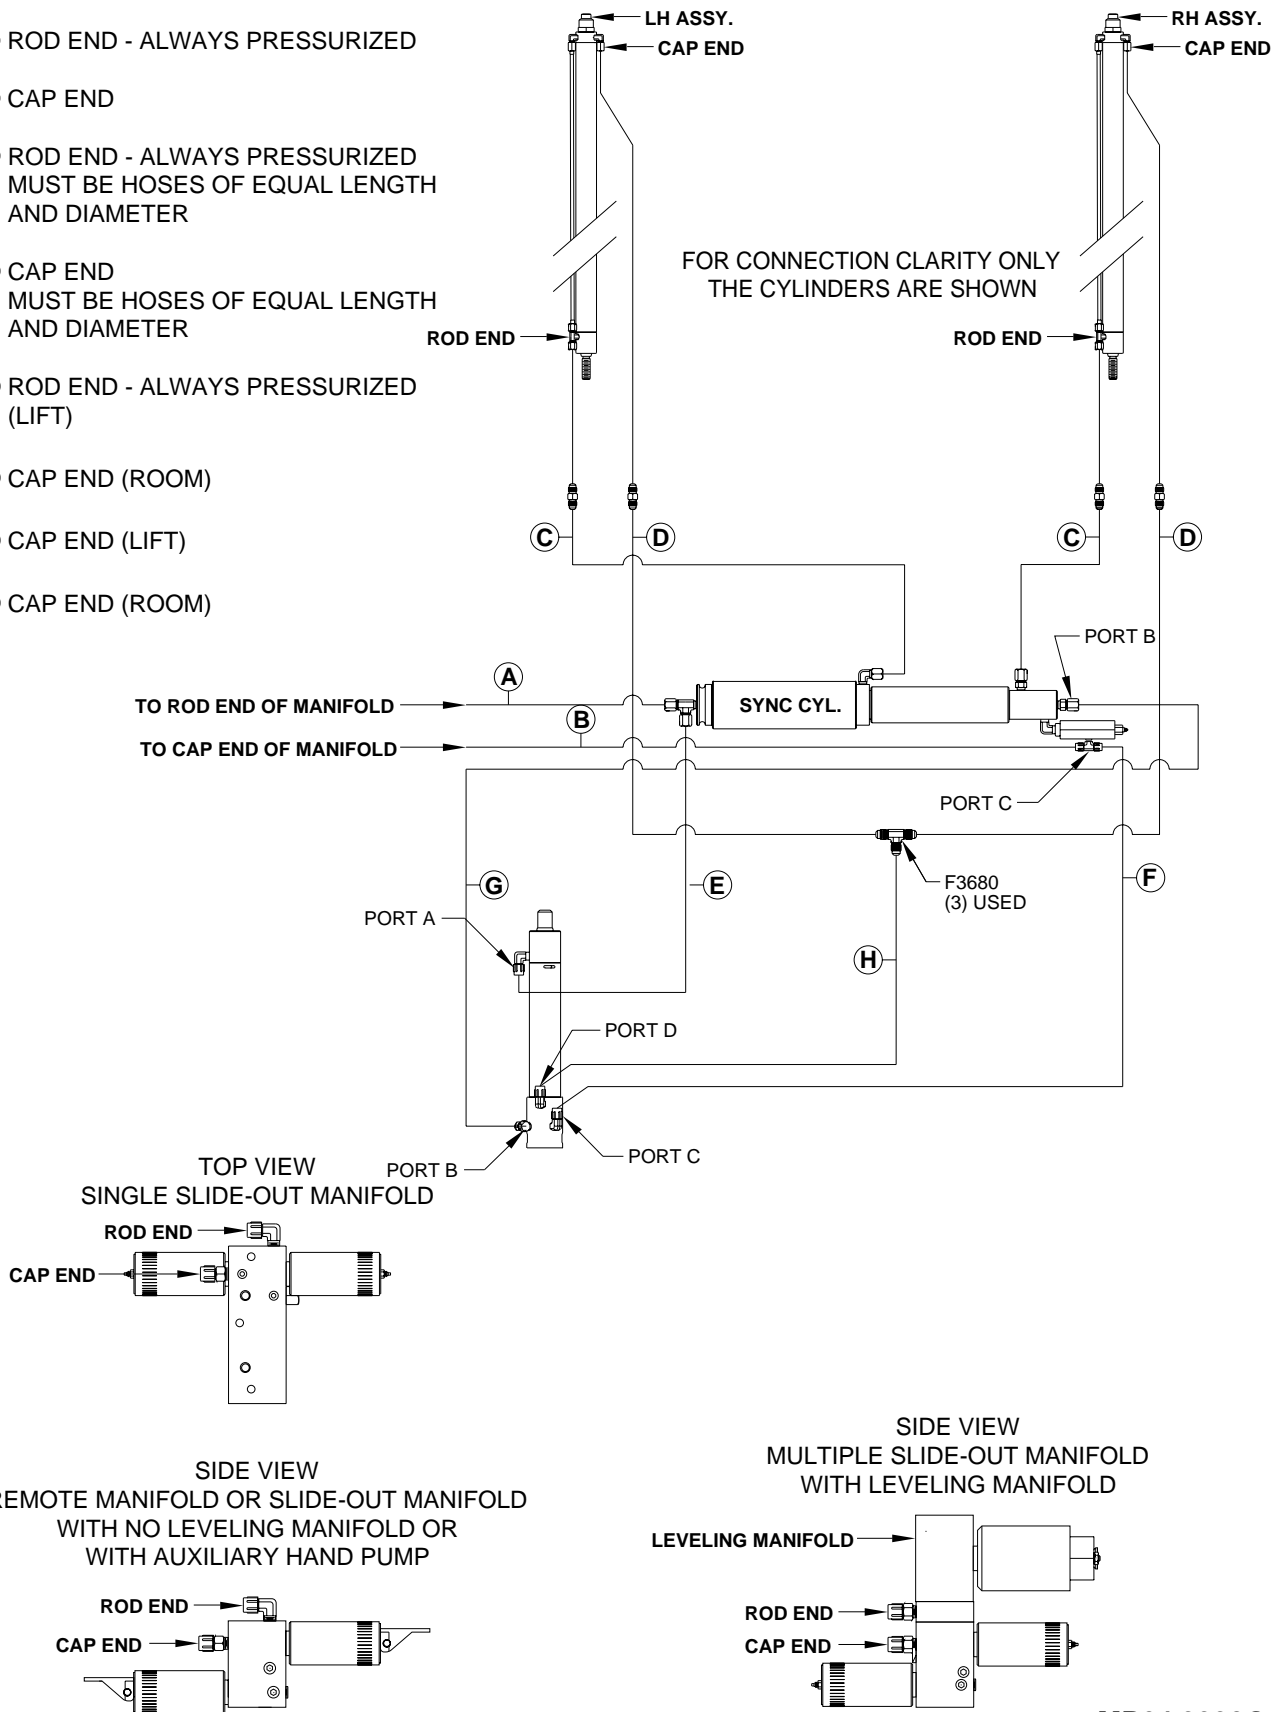 ROD END - ALWAYS PRESSURIZED
CAP END
ROD END - ALWAYS PRESSURIZED
MUST BE HOSES OF EQUAL LENGTH
AND DIAMETER
CAP END
MUST BE HOSES OF EQUAL LENGTH
AND DIAMETER
ROD END - ALWAYS PRESSURIZED
(LIFT)
CAP END (ROOM)
CAP END (LIFT)
CAP END (ROOM)
LH ASSY.
CAP END
RH ASSY.
CAP END
FOR CONNECTION CLARITY ONLY
THE CYLINDERS ARE SHOWN
ROD END
ROD END
C
D
C
D
PORT B
A
TO ROD END OF MANIFOLD
SYNC CYL.
B
TO CAP END OF MANIFOLD
PORT C
G
E
F3680
(3) USED
F
PORT A
H
PORT D
PORT B
PORT C
TOP VIEW
SINGLE SLIDE-OUT MANIFOLD
ROD END
CAP END
SIDE VIEW
REMOTE MANIFOLD OR SLIDE-OUT MANIFOLD
WITH NO LEVELING MANIFOLD OR
WITH AUXILIARY HAND PUMP
ROD END
CAP END
SIDE VIEW
MULTIPLE SLIDE-OUT MANIFOLD
WITH LEVELING MANIFOLD
LEVELING MANIFOLD
ROD END
CAP END